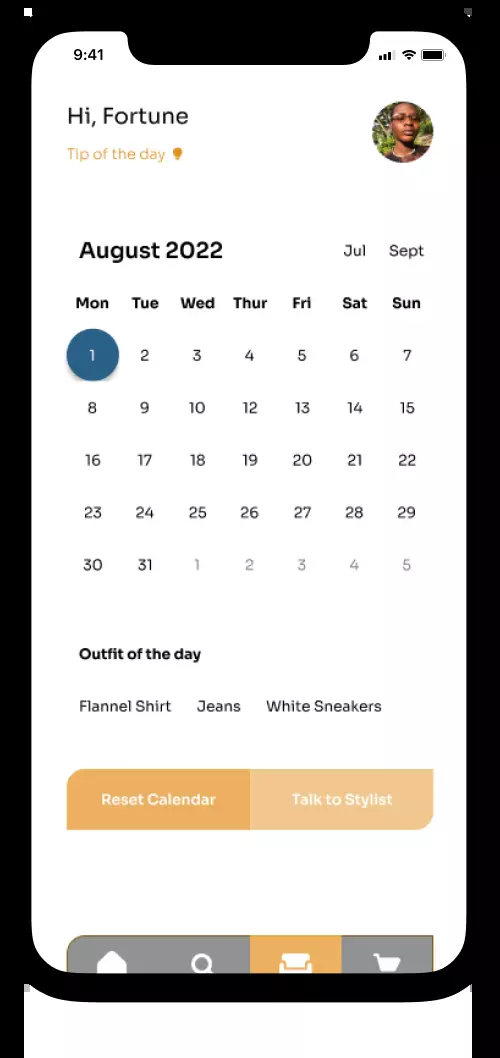 9:41
Hi, Fortune
Tip of the day
August 2022 Jul Sept
Mon Tue Wed Thur Fri Sat Sun
1 2 3 4 5 6 7
8 9 10 12 13 14 15
16 17 18 19 20 21 22
23 24 25 26 27 28 29
30 31 1 2 3 4 5
Outfit of the day
Flannel Shirt Jeans White Sneakers
Reset Calendar Talk to Stylist